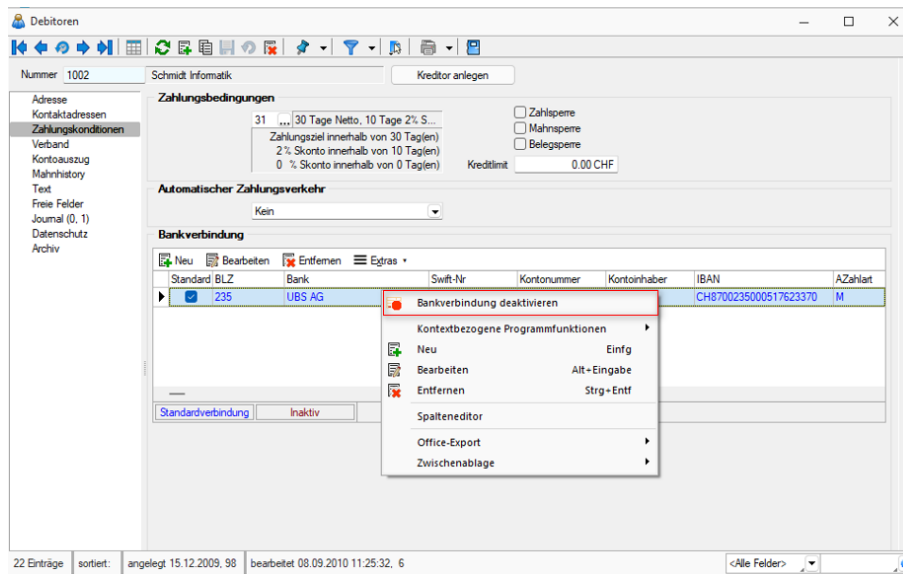 Debitoren
Nummer 1002 Schmidt Informatik Kreditor anlegen
Adresse
Kontaktadressen
Zahlungskonditionen
Verband
Kontoauszug
Mahnhistory
Text
Freie Felder
Journal (0, 1)
Datenschutz
Archiv
Zahlungsbedingungen
31 ... 30 Tage Netto, 10 Tage 2% S...
Zahlungsziel innerhalb von 30 Tag(en)
2 % Skonto innerhalb von 10 Tag(en)
0 % Skonto innerhalb von 0 Tag(en)
Zahlsperre
Mahnsperre
Belegsperre
Kreditlimit 0.00 CHF
Automatischer Zahlungsverkehr
Kein
Bankverbindung
Neu Bearbeiten Entfernen Extras
Standard BLZ Bank Swift-Nr Kontonummer Kontoinhaber IBAN AZahlart
235 UBS AG CH8700235000517623370 M
Bankverbindung deaktivieren
Kontextbezogene Programmfunktionen
Neu Einfg
Bearbeiten Alt+Eingabe
Entfernen Strg+Entf
Spalteneditor
Office-Export
Zwischenablage
Standardverbindung Inaktiv
22 Einträge sortiert: angelegt 15.12.2009, 98 bearbeitet 08.09.2010 11:25:32, 6 <Alle Felder>